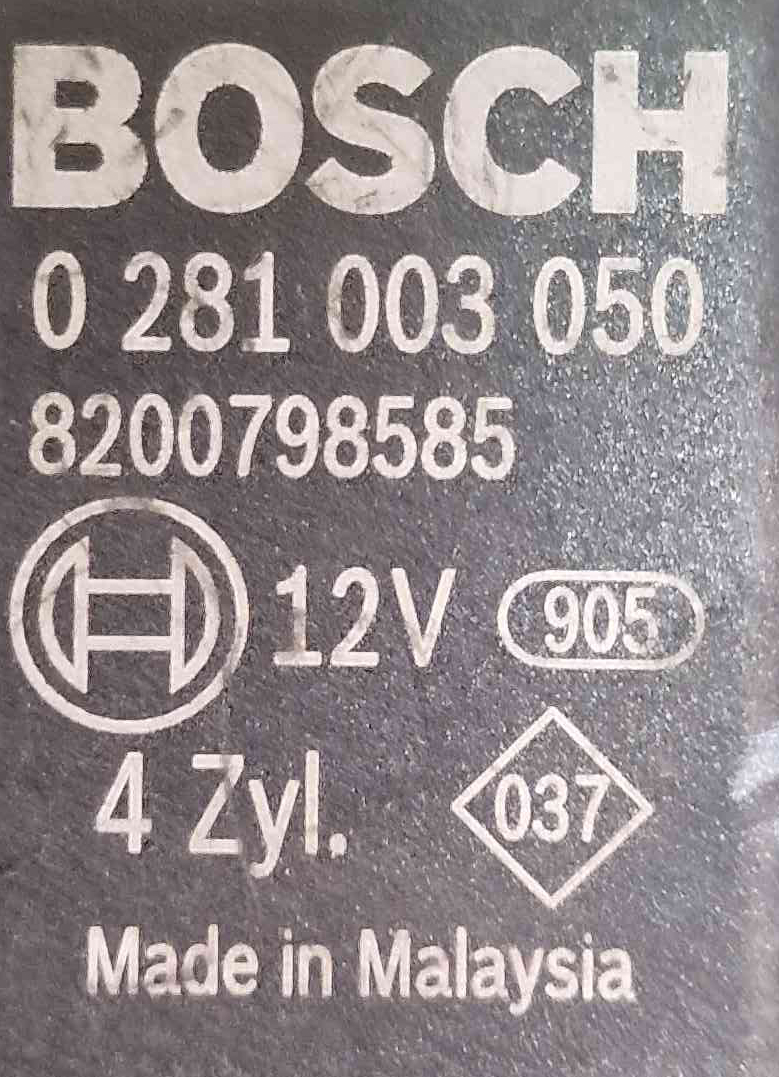 BOSCH
0 281 003 050
8200798585
12V 905
4 Zyl. 037
Made in Malaysia